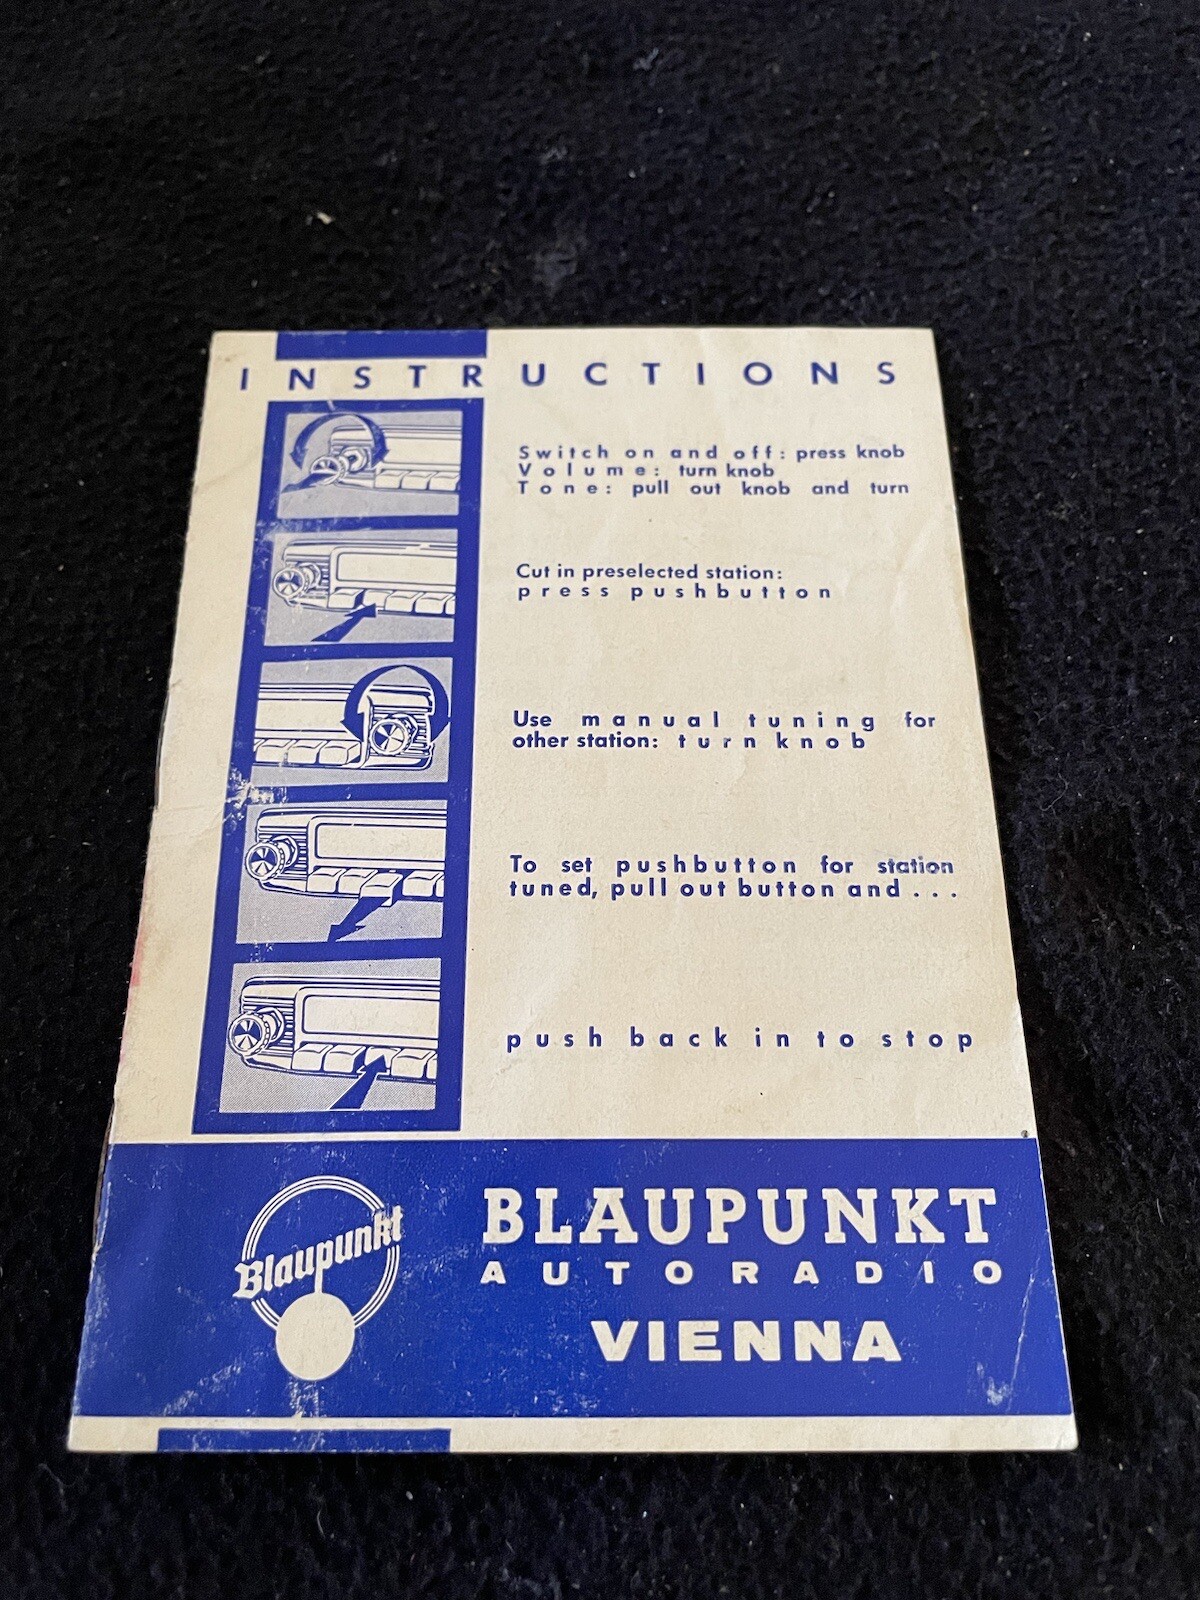 INSTRUCTIONS
Switch on and off: press knob
Volume: turn knob
Tone: pull out knob and turn
Cut in preselected station:
press pushbutton
Use manual tuning for
other station: turn knob
To set pushbutton for station
tuned, pull out button and ...
push back in to stop
Blaupunkt
BLAUPUNKT
AUTORADIO
VIENNA